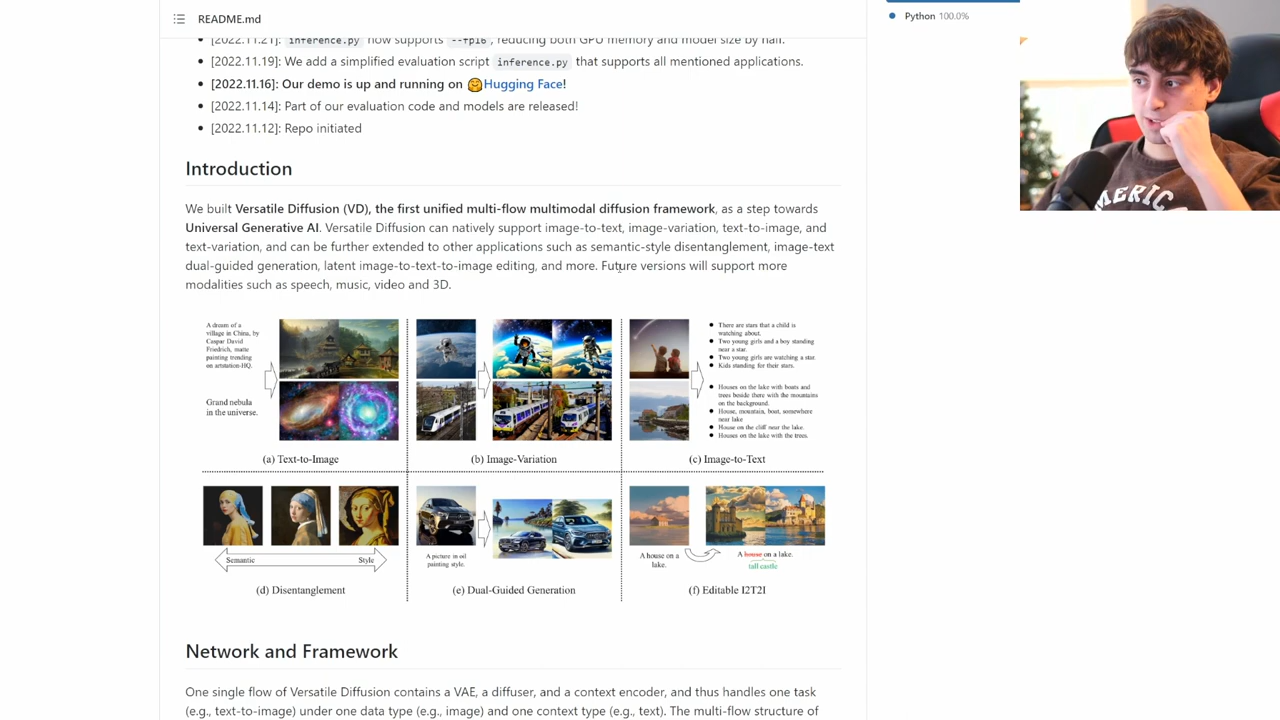 README.md
Python 100.0%
[2022.11.21]: inference.py now supports --fp16, reducing both GPU memory and model size by half.
[2022.11.19]: We add a simplified evaluation script inference.py that supports all mentioned applications.
[2022.11.16]: Our demo is up and running on 🤗Hugging Face!
[2022.11.14]: Part of our evaluation code and models are released!
[2022.11.12]: Repo initiated
Introduction
We built Versatile Diffusion (VD), the first unified multi-flow multimodal diffusion framework, as a step towards
Universal Generative AI. Versatile Diffusion can natively support image-to-text, image-variation, text-to-image, and
text-variation, and can be further extended to other applications such as semantic-style disentanglement, image-text
dual-guided generation, latent image-to-text-to-image editing, and more. Future versions will support more
modalities such as speech, music, video and 3D.
A dream of a
village in China, by
Caspar David
Friedrich, matte
painting trending
on artstation-HQ.
Grand nebula
in the universe.
(a) Text-to-Image
(b) Image-Variation
There are stars that a child is
watching about.
Two young girls and a boy standing
near a star.
Two young girls are watching a star.
Kids standing for their stars.
Houses on the lake with boats and
trees beside there with the mountains
on the background.
House, mountain, boat, somewhere
near lake
House on the cliff near the lake.
Houses on the lake with the trees.
(c) Image-to-Text
Semantic Style
(d) Disentanglement
A picture in oil
painting style.
(e) Dual-Guided Generation
A house on a
lake.
A house on a lake.
tall castle
(f) Editable I2T2I
Network and Framework
One single flow of Versatile Diffusion contains a VAE, a diffuser, and a context encoder, and thus handles one task
(e.g., text-to-image) under one data type (e.g., image) and one context type (e.g., text). The multi-flow structure of
MERICA